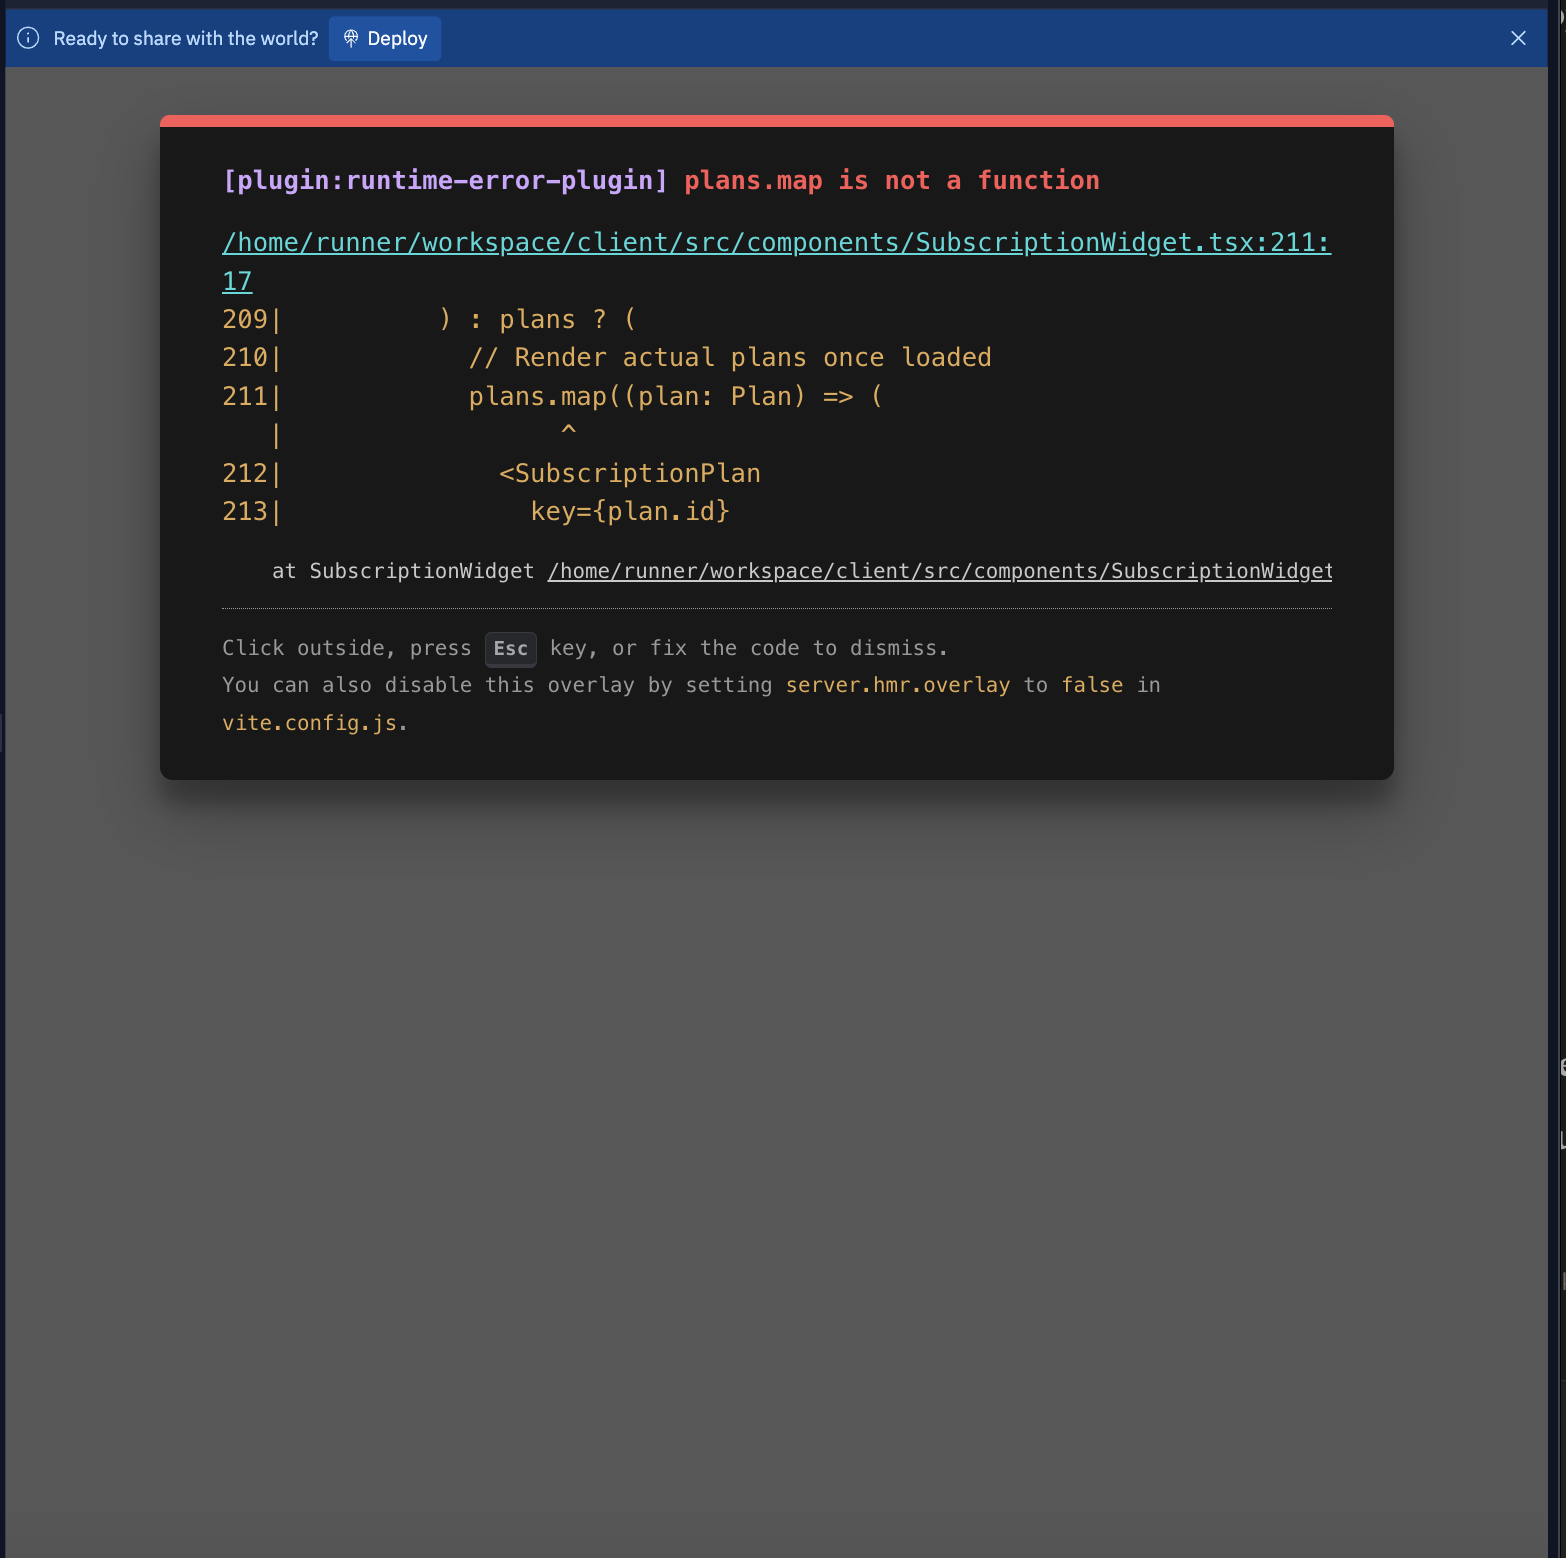 Ready to share with the world? Deploy
[plugin:runtime-error-plugin] plans.map is not a function
/home/runner/workspace/client/src/components/SubscriptionWidget.tsx:211:
17
209|          ) : plans ? (
210|            // Render actual plans once loaded
211|            plans.map((plan: Plan) => (
   |                  ^
212|              <SubscriptionPlan
213|                key={plan.id}
at SubscriptionWidget /home/runner/workspace/client/src/components/SubscriptionWidget
Click outside, press Esc key, or fix the code to dismiss.
You can also disable this overlay by setting server.hmr.overlay to false in
vite.config.js.